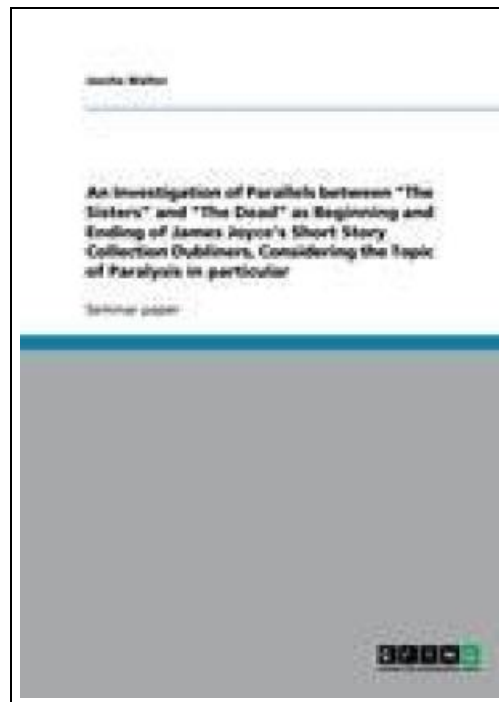 Walter
An Investigation of Parallels between "The
Sisters" and "The Dead" as Beginning and
Ending of James Joyce's Short Story
Collection Dubliners, Considering the Topic
of Paralysis in particular
Seminar paper